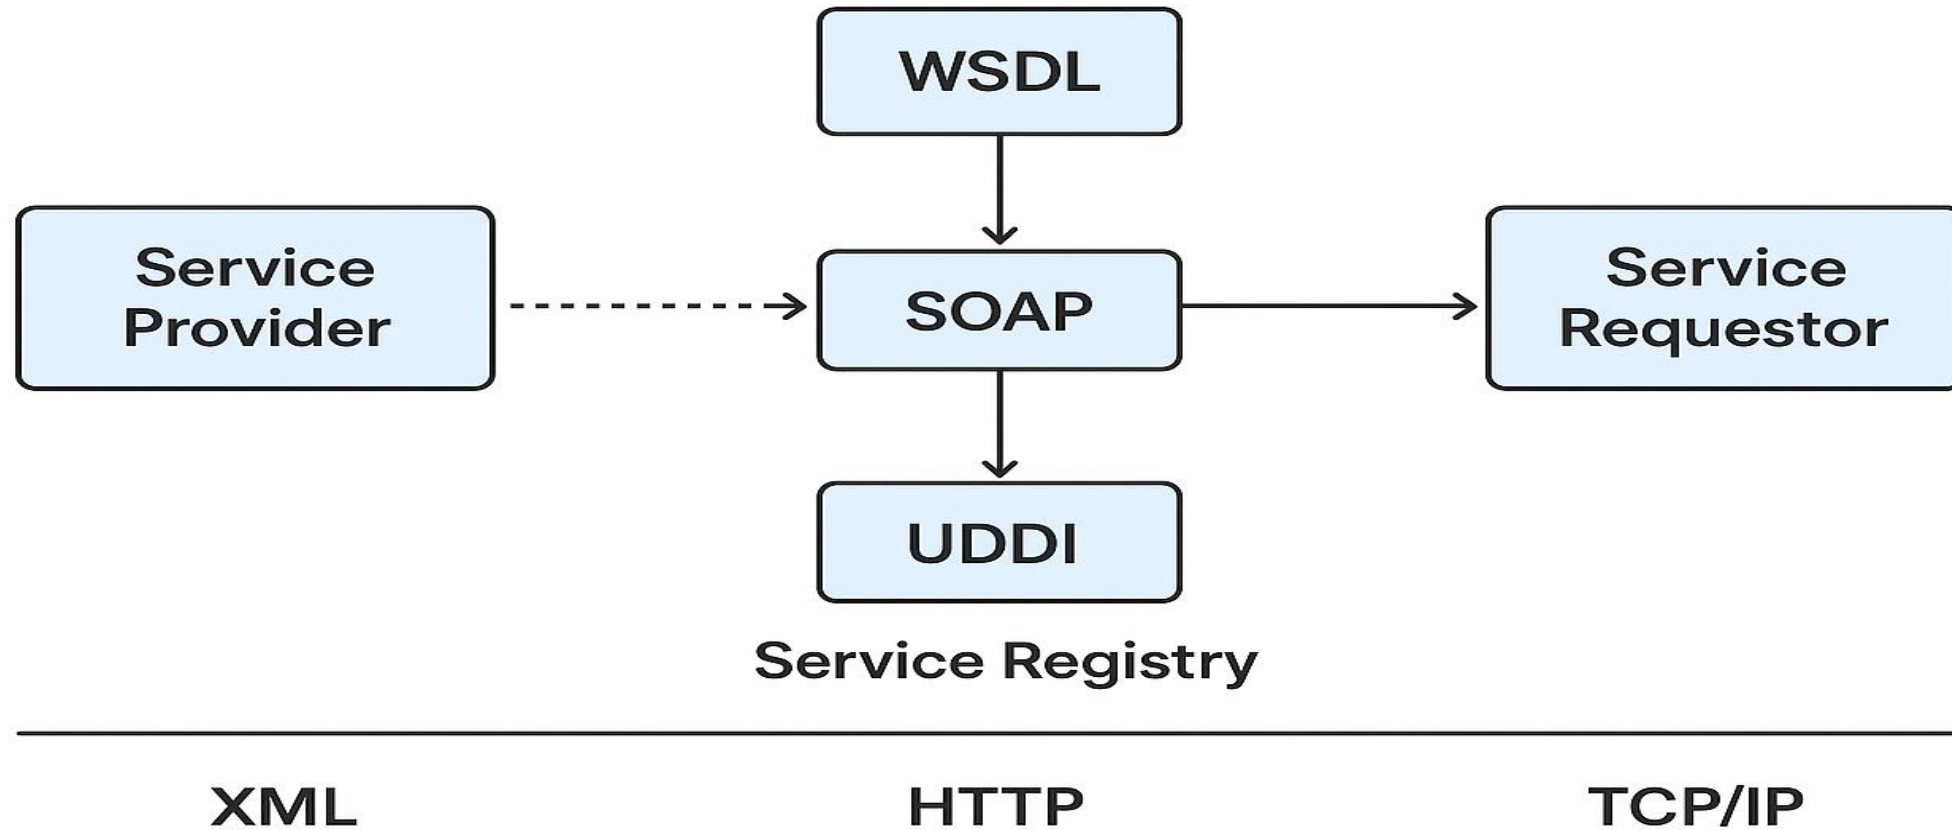 WSDL
Service
Provider
SOAP
Service
Requestor
UDDI
Service Registry
XML
HTTP
TCP/IP